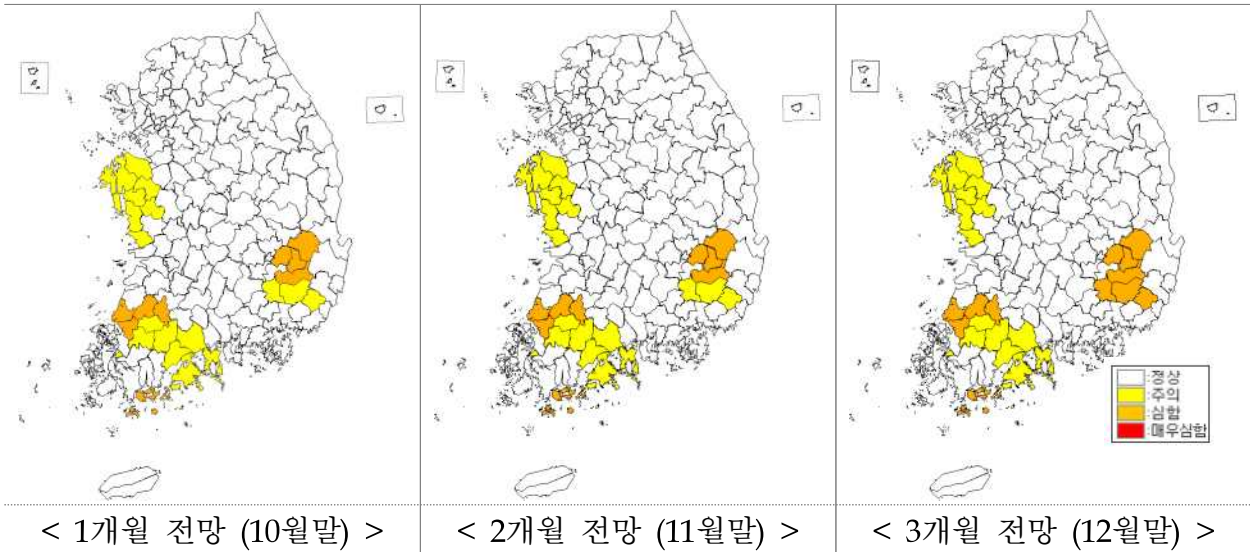 :정상
:주의
:심함
:매우심함
< 1개월 전망 (10월말) >
< 2개월 전망 (11월말) >
< 3개월 전망 (12월말) >